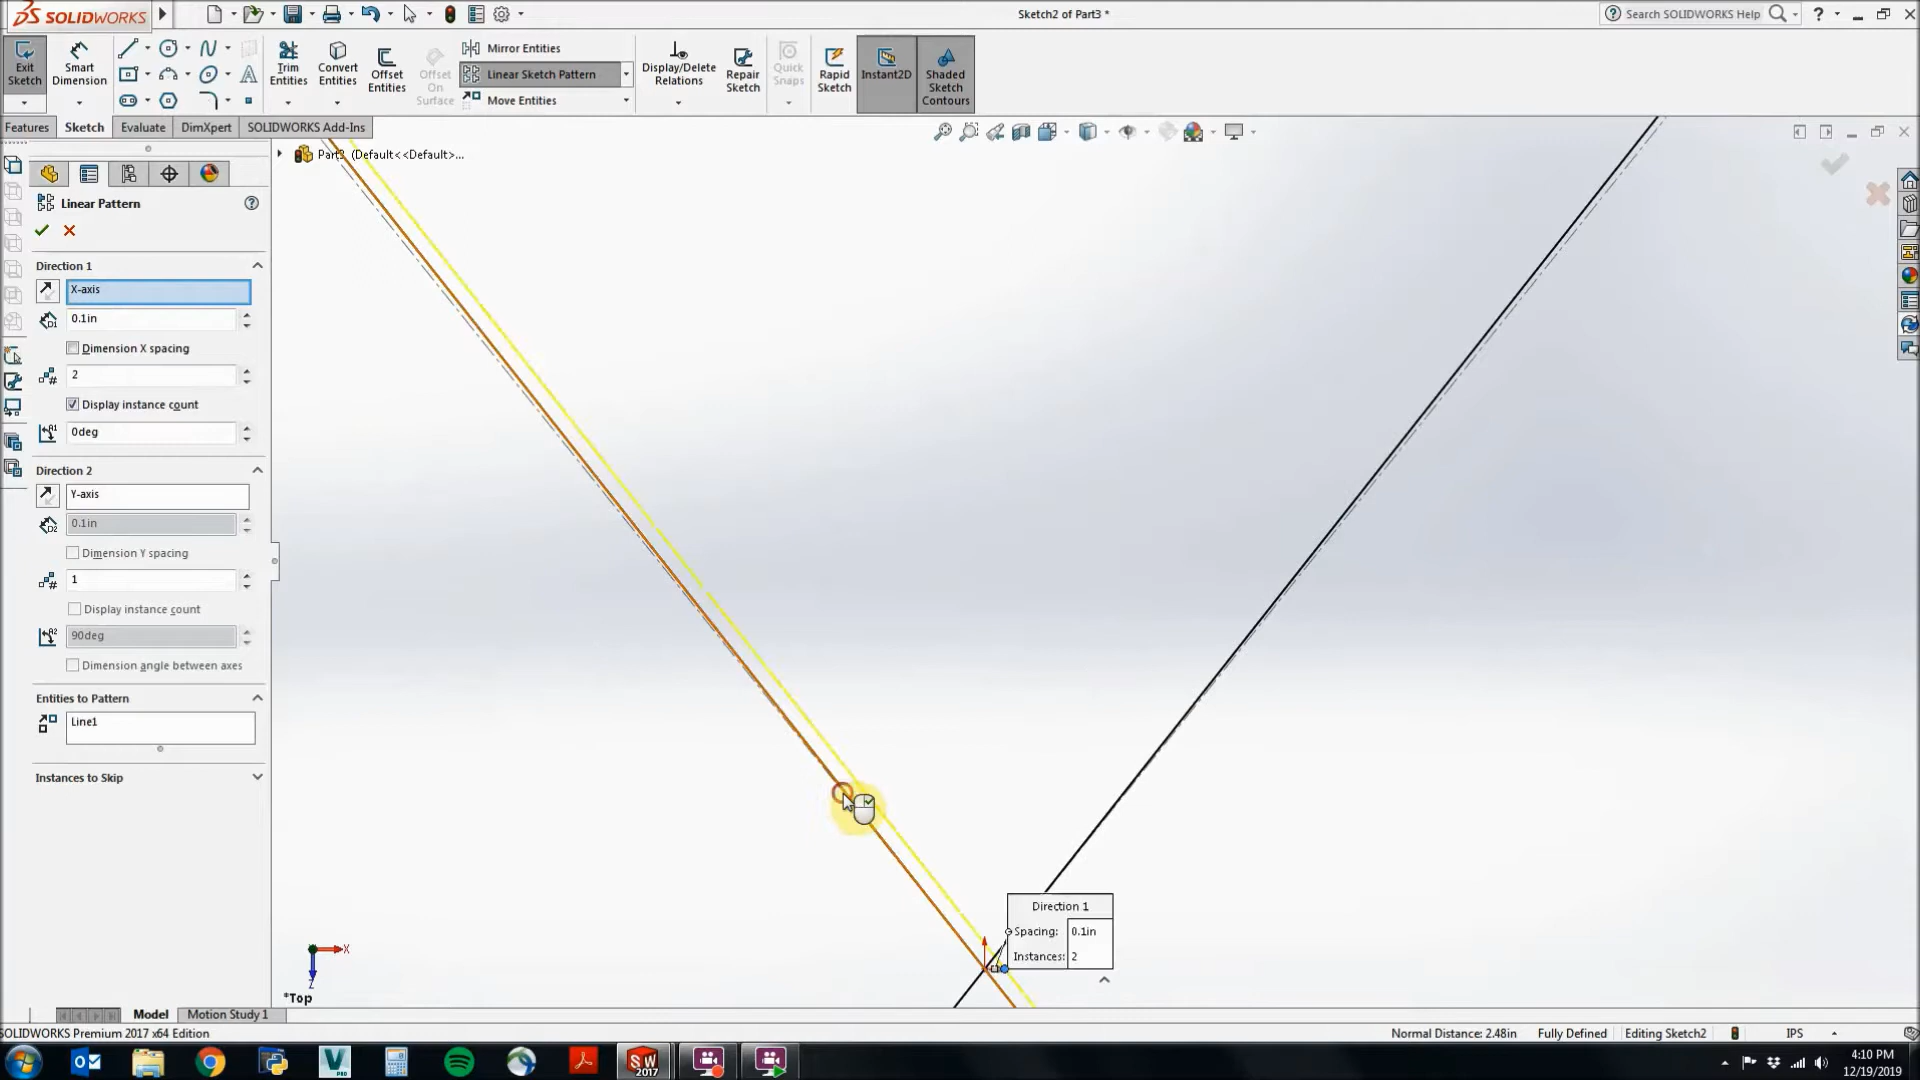 SOLIDWORKS
Sketch2 of Part3 *
Search SOLIDWORKS Help
Exit Sketch
Smart Dimension
Trim Entities
Convert Entities
Offset Entities
Offset On Surface
Mirror Entities
Linear Sketch Pattern
Move Entities
Display/Delete Relations
Repair Sketch
Quick Snaps
Rapid Sketch
Instant2D
Shaded Sketch Contours
Features
Sketch
Evaluate
DimXpert
SOLIDWORKS Add-Ins
Part3 (Default<<Default>...
Linear Pattern
Direction 1
X-axis
0.1in
Dimension X spacing
2
Display instance count
0deg
Direction 2
Y-axis
0.1in
Dimension Y spacing
1
Display instance count
90deg
Dimension angle between axes
Entities to Pattern
Line1
Instances to Skip
Direction 1
Spacing: 0.1in
Instances: 2
X
Z
*Top
Model
Motion Study 1
SOLIDWORKS Premium 2017 x64 Edition
Normal Distance: 2.48in
Fully Defined
Editing Sketch2
IPS
4:10 PM
12/19/2019